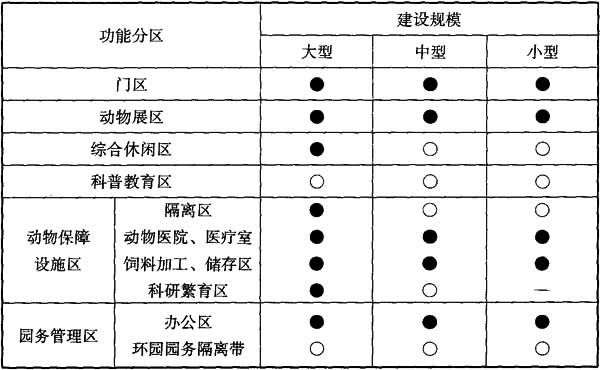 功能分区 建设规模
大型 中型 小型
门区 ● ● ●
动物展区 ● ● ●
综合休闲区 ● ○ ○
科普教育区 ○ ○ ○
动物保障设施区 隔离区 ● ○ ○
动物医院、医疗室 ● ● ●
饲料加工、储存区 ● ● ●
科研繁育区 ● ○ —
园务管理区 办公区 ● ● ●
环园园务隔离带 ○ ○ ○